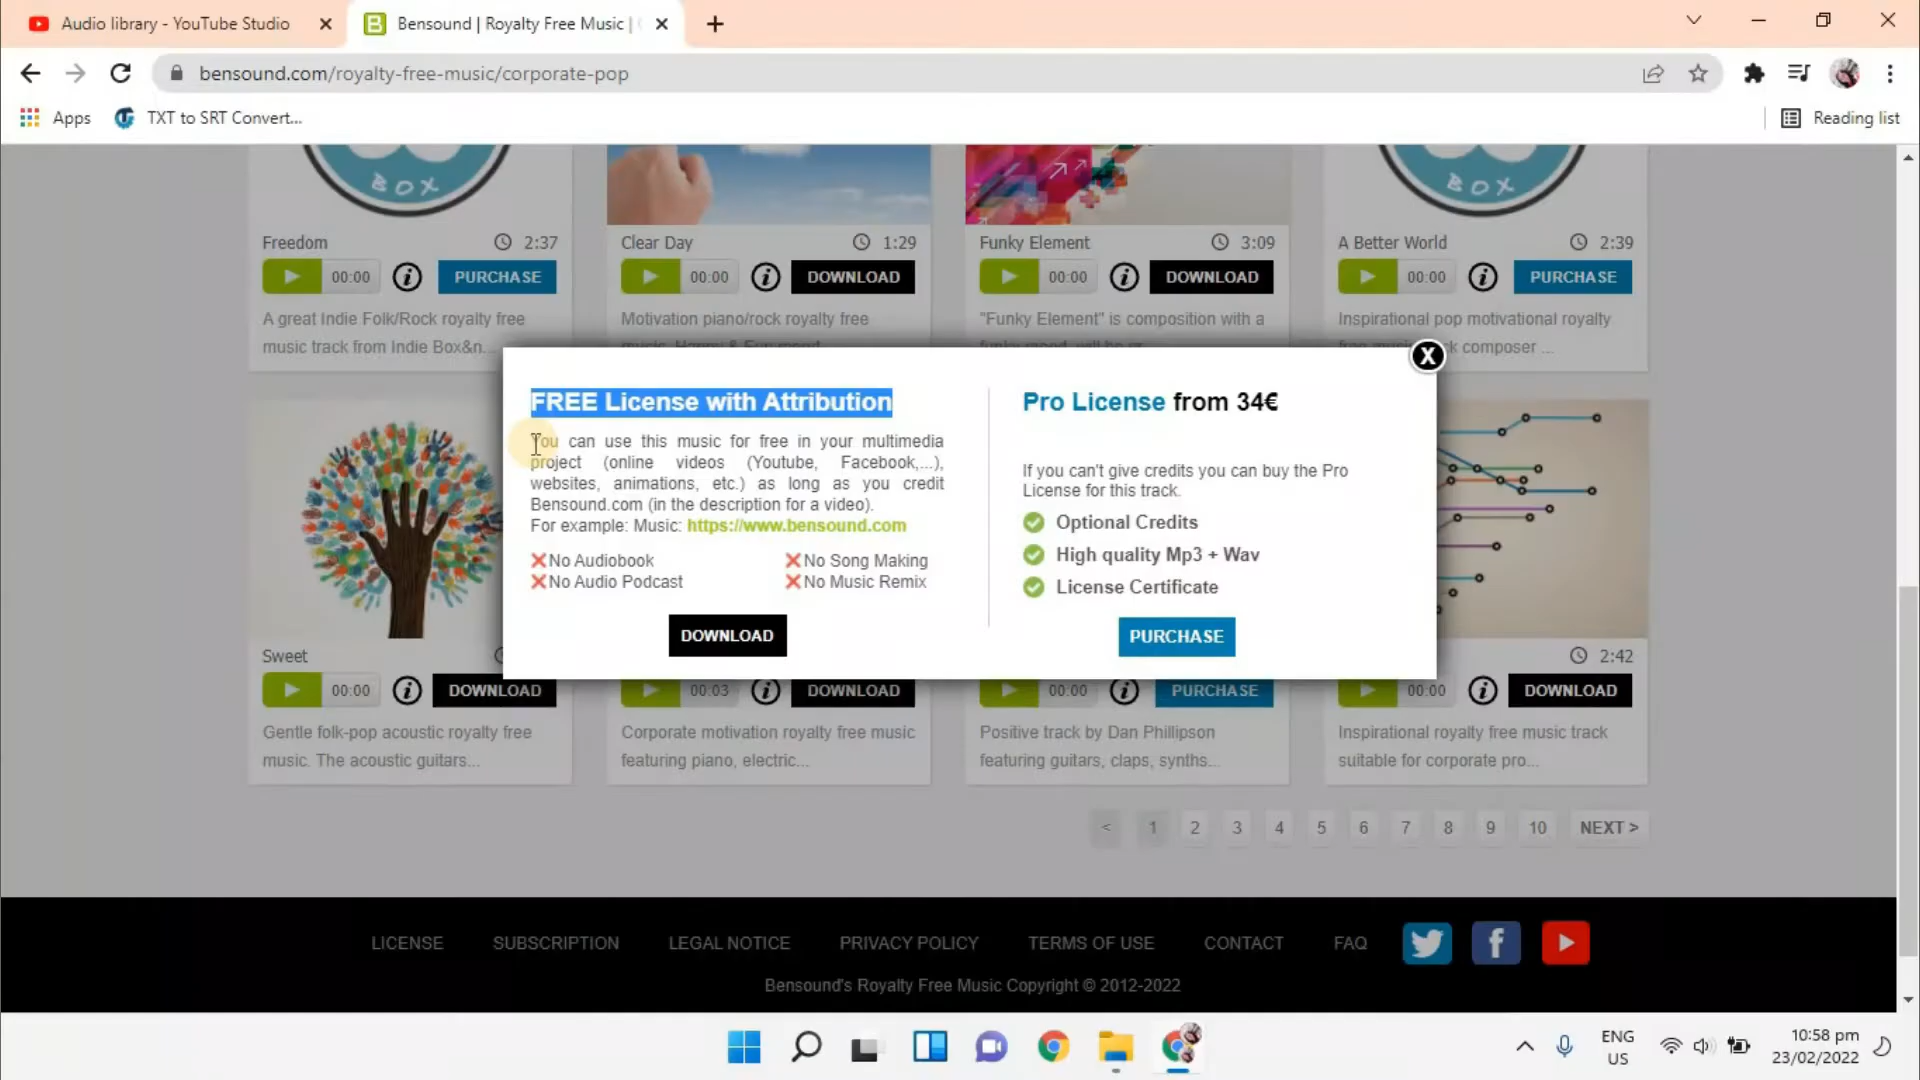 Audio library - YouTube Studio
Bensound | Royalty Free Music |
bensound.com/royalty-free-music/corporate-pop
Apps
TXT to SRT Convert...
Reading list
BOX
BOX
Freedom 2:37
Clear Day 1:29
Funky Element 3:09
A Better World 2:39
00:00 i PURCHASE
00:00 i DOWNLOAD
00:00 i DOWNLOAD
00:00 i PURCHASE
A great Indie Folk/Rock royalty free
music track from Indie Box&n...
Motivation piano/rock royalty free
"Funky Element" is composition with a
Inspirational pop motivational royalty
composer ...
X
FREE License with Attribution
You can use this music for free in your multimedia
project (online videos (Youtube, Facebook,...),
websites, animations, etc.) as long as you credit
Bensound.com (in the description for a video).
For example: Music: https://www.bensound.com
No Audiobook
No Song Making
No Audio Podcast
No Music Remix
DOWNLOAD
Pro License from 34€
If you can't give credits you can buy the Pro
License for this track.
Optional Credits
High quality Mp3 + Wav
License Certificate
PURCHASE
Sweet
2:42
00:00 i DOWNLOAD
00:03 i DOWNLOAD
00:00 i PURCHASE
00:00 i DOWNLOAD
Gentle folk-pop acoustic royalty free
music. The acoustic guitars...
Corporate motivation royalty free music
featuring piano, electric...
Positive track by Dan Phillipson
featuring guitars, claps, synths...
Inspirational royalty free music track
suitable for corporate pro...
< 1 2 3 4 5 6 7 8 9 10 NEXT >
LICENSE SUBSCRIPTION LEGAL NOTICE PRIVACY POLICY TERMS OF USE CONTACT FAQ
Bensound's Royalty Free Music Copyright © 2012-2022
ENG
US
10:58 pm
23/02/2022